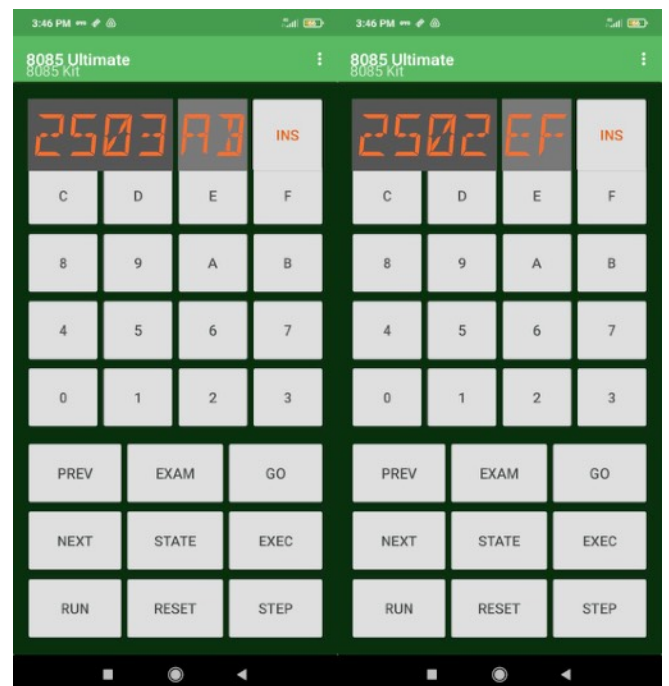 3:46 PM
8085 Ultimate
8085 Kit
2503 AB INS
C D E F
8 9 A B
4 5 6 7
0 1 2 3
PREV EXAM GO
NEXT STATE EXEC
RUN RESET STEP
3:46 PM
8085 Ultimate
8085 Kit
2502 EF INS
C D E F
8 9 A B
4 5 6 7
0 1 2 3
PREV EXAM GO
NEXT STATE EXEC
RUN RESET STEP